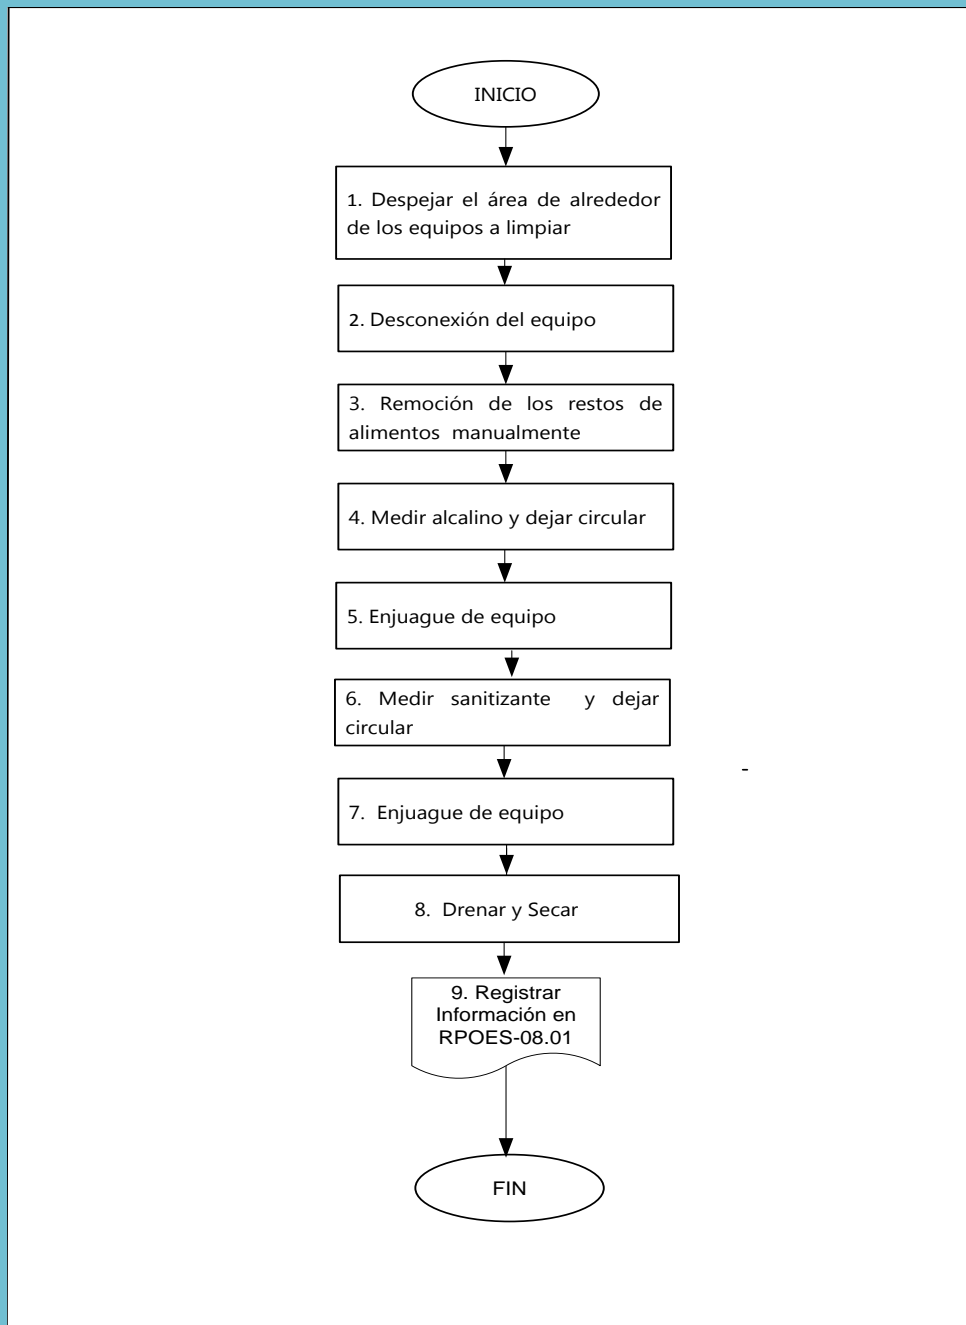 INICIO
1. Despejar el área de alrededor
de los equipos a limpiar
2. Desconexión del equipo
3. Remoción de los restos de
alimentos manualmente
4. Medir alcalino y dejar circular
5. Enjuague de equipo
6. Medir sanitizante y dejar
circular
-
7. Enjuague de equipo
8. Drenar y Secar
9. Registrar
Información en
RPOES-08.01
FIN